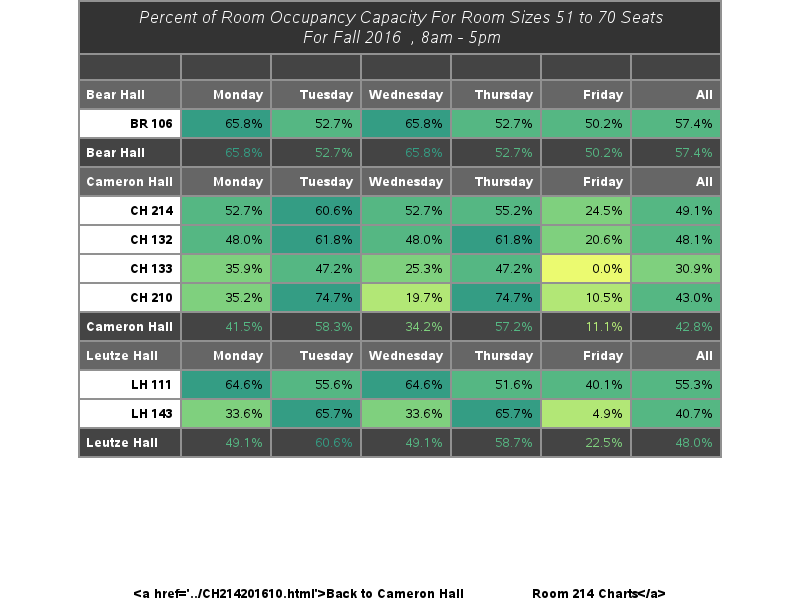 Percent of Room Occupancy Capacity For Room Sizes 51 to 70 Seats
For Fall 2016 , 8am - 5pm
Bear Hall Monday Tuesday Wednesday Thursday Friday All
BR 106 65.8% 52.7% 65.8% 52.7% 50.2% 57.4%
Bear Hall 65.8% 52.7% 65.8% 52.7% 50.2% 57.4%
Cameron Hall Monday Tuesday Wednesday Thursday Friday All
CH 214 52.7% 60.6% 52.7% 55.2% 24.5% 49.1%
CH 132 48.0% 61.8% 48.0% 61.8% 20.6% 48.1%
CH 133 35.9% 47.2% 25.3% 47.2% 0.0% 30.9%
CH 210 35.2% 74.7% 19.7% 74.7% 10.5% 43.0%
Cameron Hall 41.5% 58.3% 34.2% 57.2% 11.1% 42.8%
Leutze Hall Monday Tuesday Wednesday Thursday Friday All
LH 111 64.6% 55.6% 64.6% 51.6% 40.1% 55.3%
LH 143 33.6% 65.7% 33.6% 65.7% 4.9% 40.7%
Leutze Hall 49.1% 60.6% 49.1% 58.7% 22.5% 48.0%
<a href='../CH214201610.html'>Back to Cameron Hall Room 214 Charts</a>